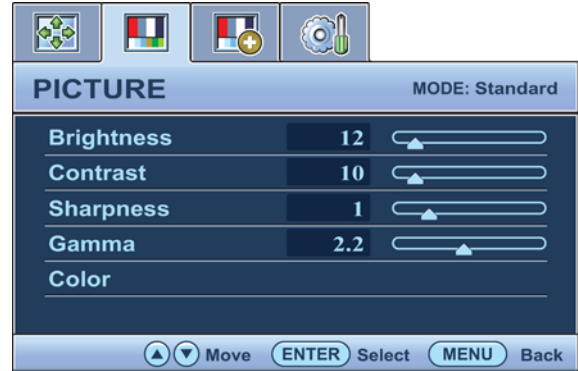 PICTURE MODE: Standard
Brightness 12
Contrast 10
Sharpness 1
Gamma 2.2
Color
Move ENTER Select MENU Back